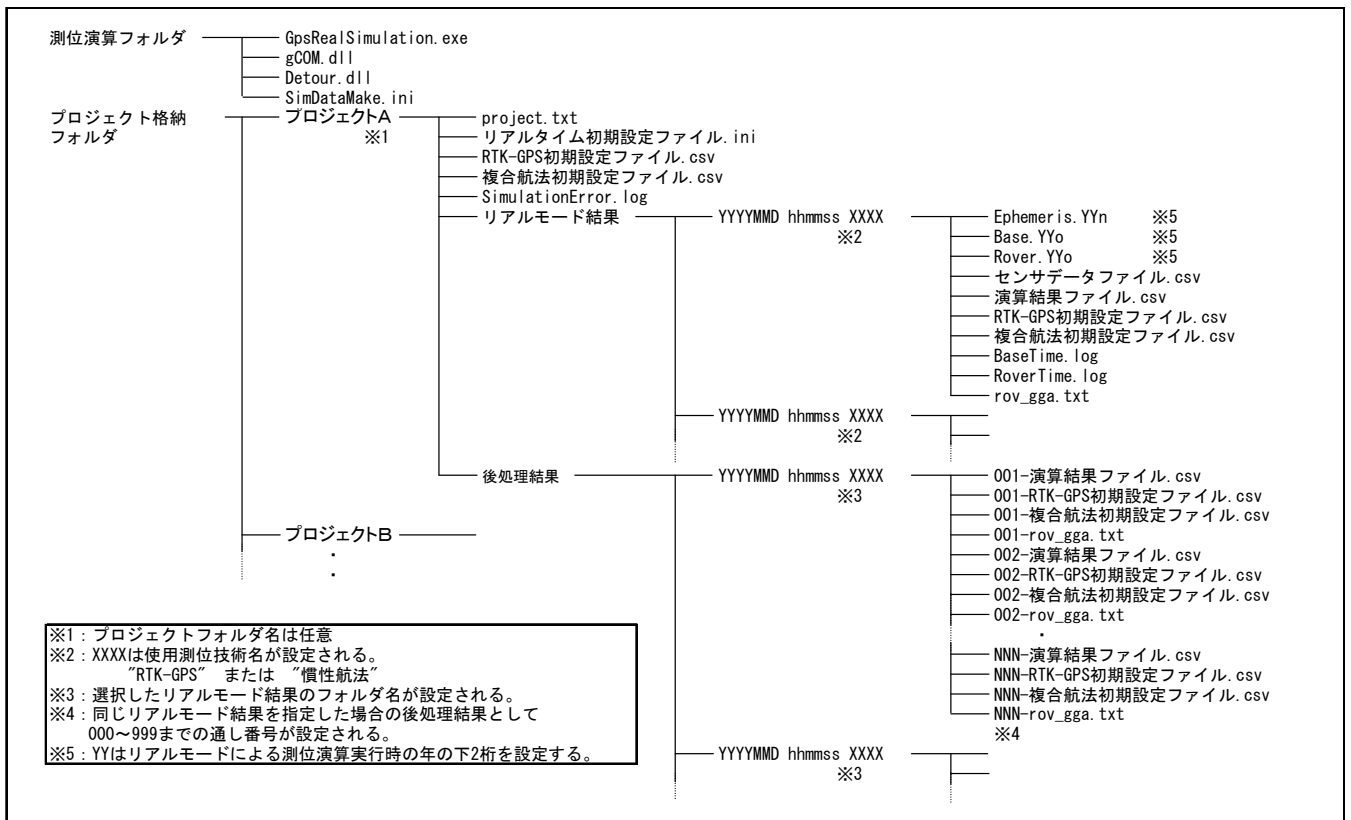 測位演算フォルダ GpsRealSimulation.exe
gCOM.dll
Detour.dll
SimDataMake.ini
プロジェクト格納 プロジェクトA project.txt
フォルダ ※1 リアルタイム初期設定ファイル.ini
RTK-GPS初期設定ファイル.csv
複合航法初期設定ファイル.csv
SimulationError.log
リアルモード結果 YYYYMMD hhmmss XXXX Ephemeris.YYn ※5
※2 Base.YYo ※5
Rover.YYo ※5
センサデータファイル.csv
演算結果ファイル.csv
RTK-GPS初期設定ファイル.csv
複合航法初期設定ファイル.csv
BaseTime.log
RoverTime.log
rov_gga.txt
YYYYMMD hhmmss XXXX
※2
後処理結果 YYYYMMD hhmmss XXXX 001-演算結果ファイル.csv
※3 001-RTK-GPS初期設定ファイル.csv
001-複合航法初期設定ファイル.csv
プロジェクトB 001-rov_gga.txt
・ 002-演算結果ファイル.csv
・ 002-RTK-GPS初期設定ファイル.csv
002-複合航法初期設定ファイル.csv
002-rov_gga.txt
・
NNN-演算結果ファイル.csv
NNN-RTK-GPS初期設定ファイル.csv
NNN-複合航法初期設定ファイル.csv
NNN-rov_gga.txt
※4
YYYYMMD hhmmss XXXX
※3
※1：プロジェクトフォルダ名は任意
※2：XXXXは使用測位技術名が設定される。
"RTK-GPS" または "慣性航法"
※3：選択したリアルモード結果のフォルダ名が設定される。
※4：同じリアルモード結果を指定した場合の後処理結果として
000～999までの通し番号が設定される。
※5：YYはリアルモードによる測位演算実行時の年の下2桁を設定する。